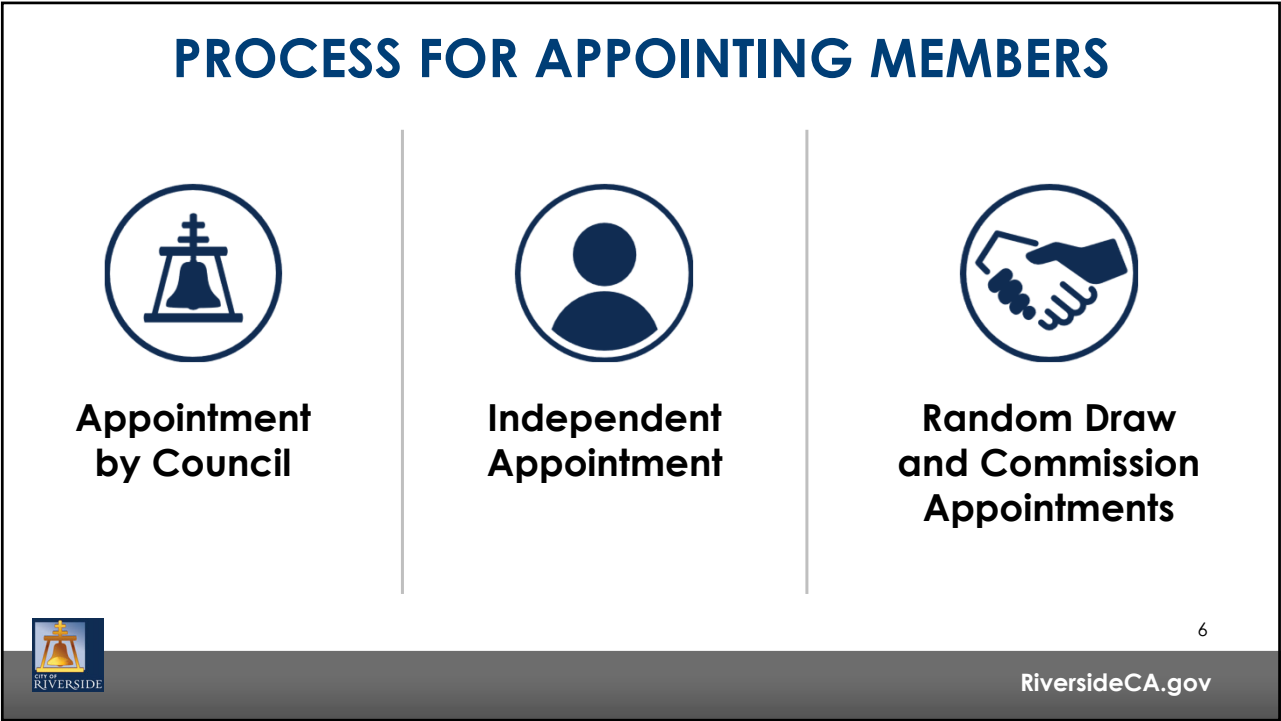 PROCESS FOR APPOINTING MEMBERS
Appointment
by Council
Independent
Appointment
Random Draw
and Commission
Appointments
6
CITY OF
RIVERSIDE
RiversideCA.gov